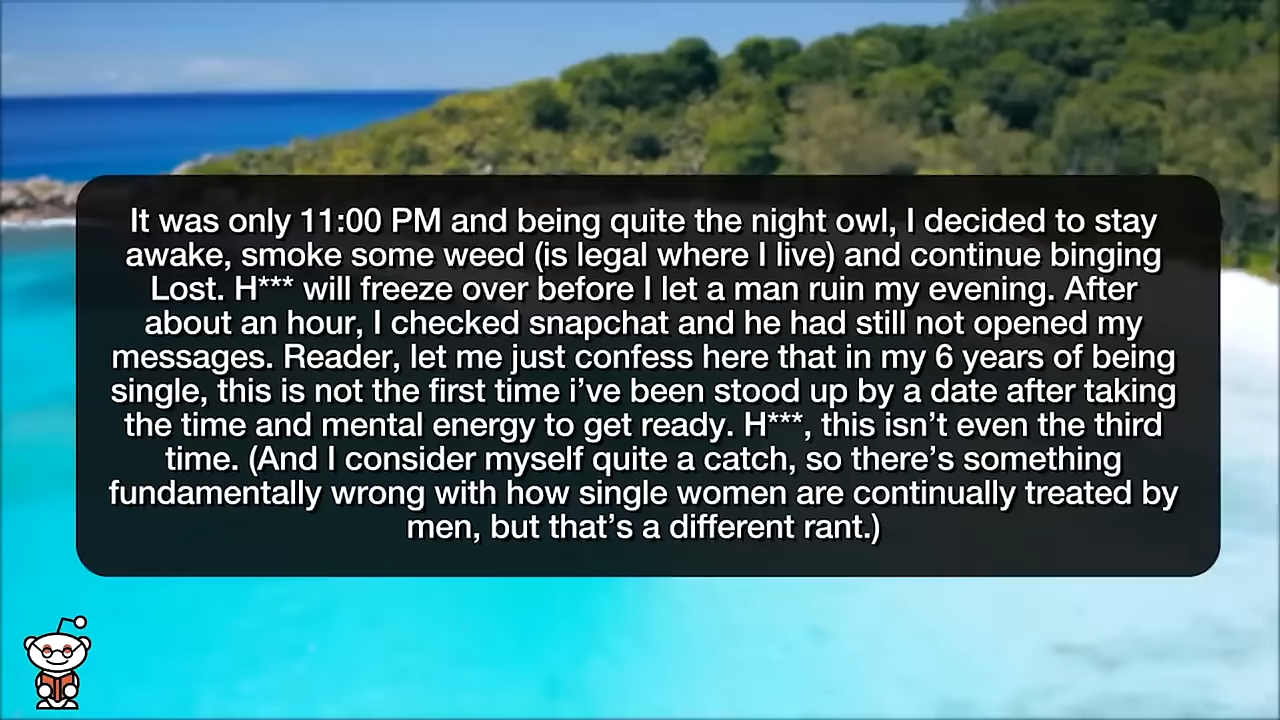 It was only 11:00 PM and being quite the night owl, I decided to stay
awake, smoke some weed (is legal where I live) and continue binging
Lost. H*** will freeze over before I let a man ruin my evening. After
about an hour, I checked snapchat and he had still not opened my
messages. Reader, let me just confess here that in my 6 years of being
single, this is not the first time i’ve been stood up by a date after taking
the time and mental energy to get ready. H***, this isn’t even the third
time. (And I consider myself quite a catch, so there’s something
fundamentally wrong with how single women are continually treated by
men, but that’s a different rant.)